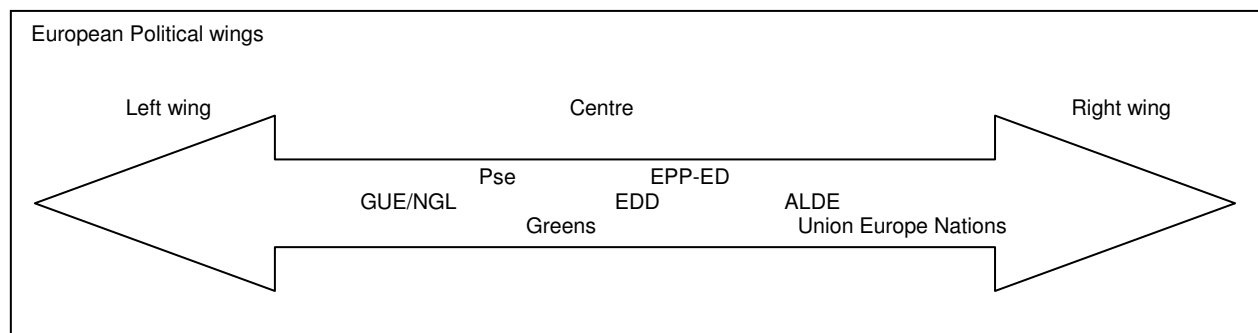 European Political wings
Left wing Centre Right wing
Pse EPP-ED
GUE/NGL EDD ALDE
Greens Union Europe Nations